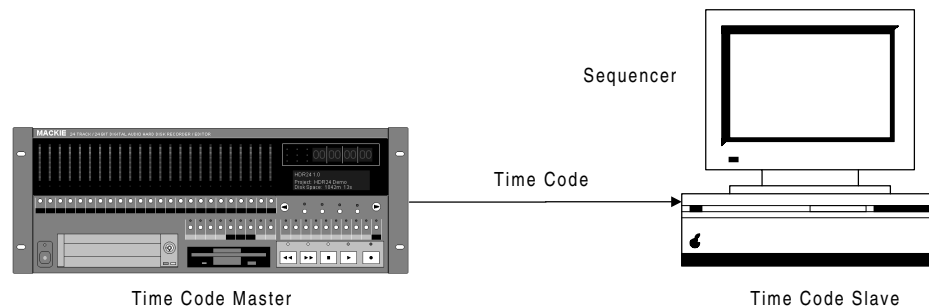 Sequencer
MACKIE 24 TRACK / 24 BIT DIGITAL AUDIO HARD DISK RECORDER / EDITOR
00 00 00 00
HDR24 1.0
Project: HDR24 Demo
Disk Space: 1943m 13s
Time Code
Time Code Master
Time Code Slave